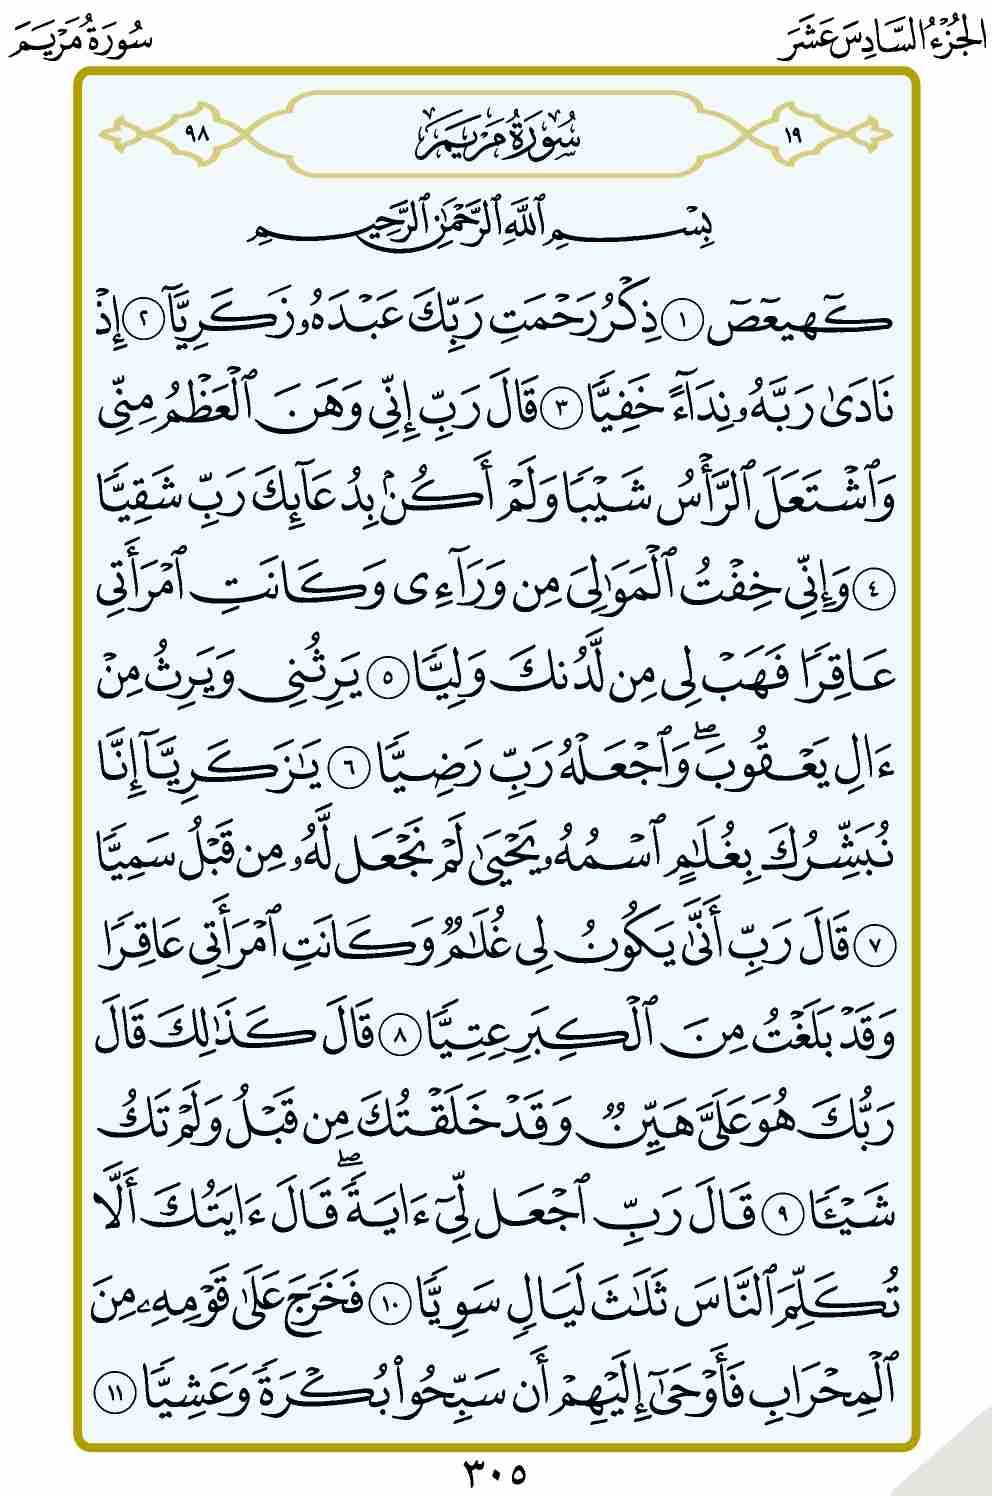 الجُزْءُ السَّادِسَ عَشَرَ
سُورَةُ مَرْيَمَ
١٩
سُورَةُ مَرْيَمَ
٩٨
بِسْمِ ٱللَّهِ ٱلرَّحْمَٰنِ ٱلرَّحِيمِ
كٓهيعٓصٓ ١ ذِكْرُ رَحْمَتِ رَبِّكَ عَبْدَهُۥ زَكَرِيَّآ ٢ إِذْ
نَادَىٰ رَبَّهُۥ نِدَآءً خَفِيًّا ٣ قَالَ رَبِّ إِنِّى وَهَنَ ٱلْعَظْمُ مِنِّى
وَٱشْتَعَلَ ٱلرَّأْسُ شَيْبًا وَلَمْ أَكُنۢ بِدُعَآئِكَ رَبِّ شَقِيًّا
٤ وَإِنِّى خِفْتُ ٱلْمَوَٰلِىَ مِن وَرَآءِى وَكَانَتِ ٱمْرَأَتِى
عَاقِرًا فَهَبْ لِى مِن لَّدُنكَ وَلِيًّا ٥ يَرِثُنِى وَيَرِثُ مِنْ
ءَالِ يَعْقُوبَ ۖ وَٱجْعَلْهُ رَبِّ رَضِيًّا ٦ يَٰزَكَرِيَّآ إِنَّا
نُبَشِّرُكَ بِغُلَٰمٍ ٱسْمُهُۥ يَحْيَىٰ لَمْ نَجْعَل لَّهُۥ مِن قَبْلُ سَمِيًّا
٧ قَالَ رَبِّ أَنَّىٰ يَكُونُ لِى غُلَٰمٌ وَكَانَتِ ٱمْرَأَتِى عَاقِرًا
وَقَدْ بَلَغْتُ مِنَ ٱلْكِبَرِ عِتِيًّا ٨ قَالَ كَذَٰلِكَ قَالَ
رَبُّكَ هُوَ عَلَىَّ هَيِّنٌ وَقَدْ خَلَقْتُكَ مِن قَبْلُ وَلَمْ تَكُ
شَيْـًٔا ٩ قَالَ رَبِّ ٱجْعَل لِّىٓ ءَايَةً ۖ قَالَ ءَايَتُكَ أَلَّا
تُكَلِّمَ ٱلنَّاسَ ثَلَٰثَ لَيَالٍ سَوِيًّا ١٠ فَخَرَجَ عَلَىٰ قَوْمِهِۦ مِنَ
ٱلْمِحْرَابِ فَأَوْحَىٰٓ إِلَيْهِمْ أَن سَبِّحُوا۟ بُكْرَةً وَعَشِيًّا ١١
٣٠٥